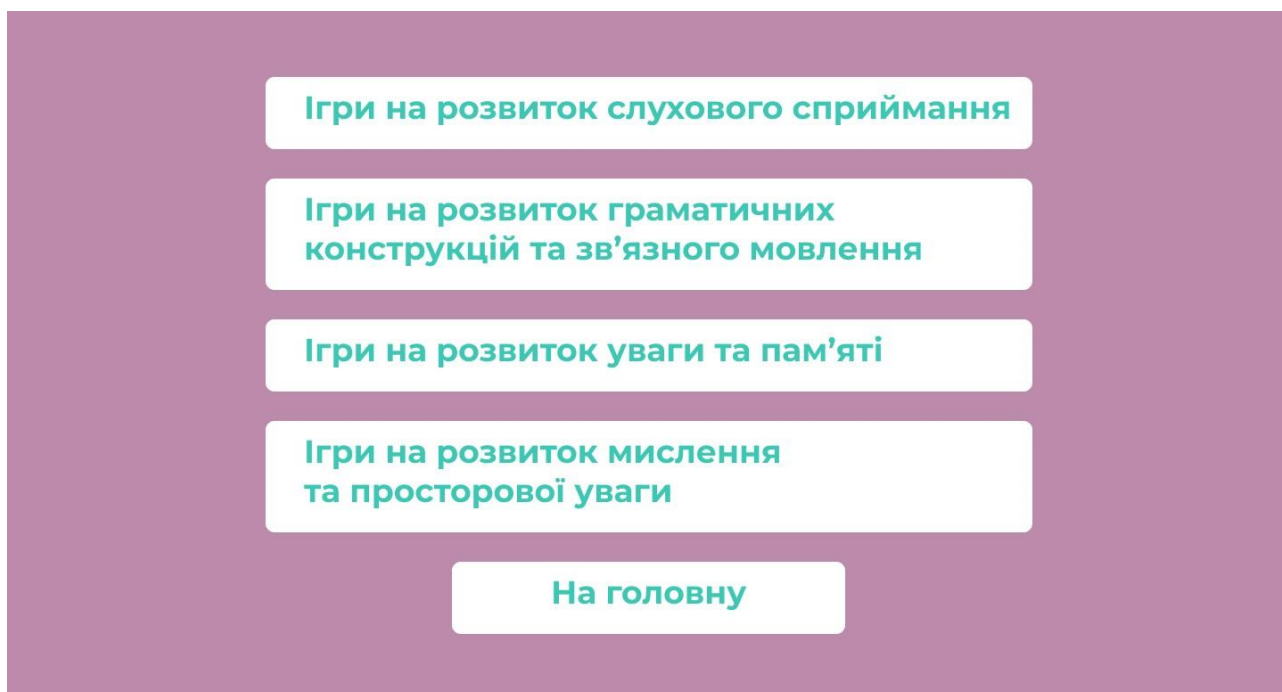 Ігри на розвиток слухового сприймання
Ігри на розвиток граматичних
конструкцій та зв’язного мовлення
Ігри на розвиток уваги та пам’яті
Ігри на розвиток мислення
та просторової уваги
На головну